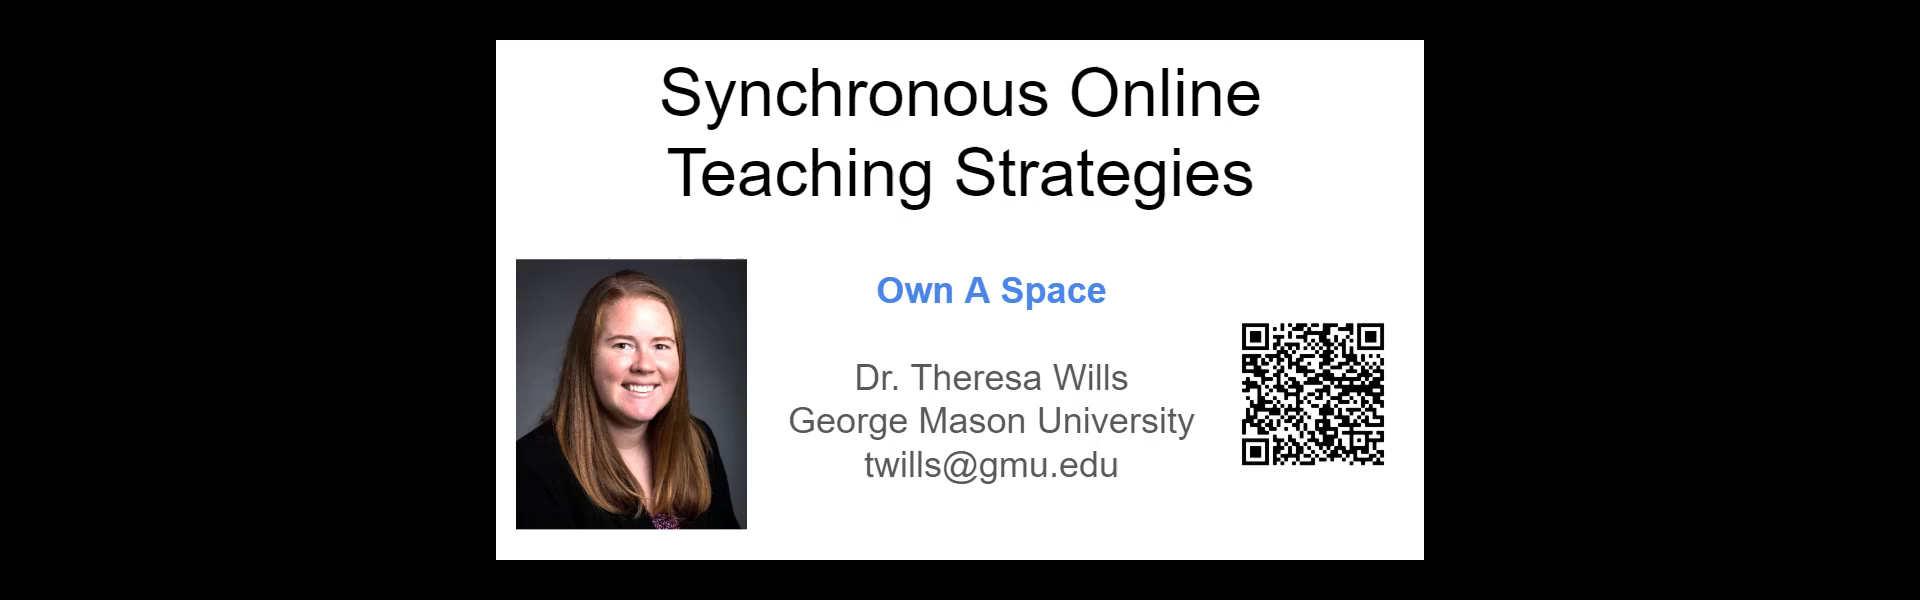 Synchronous Online
Teaching Strategies
Own A Space
Dr. Theresa Wills
George Mason University
twills@gmu.edu